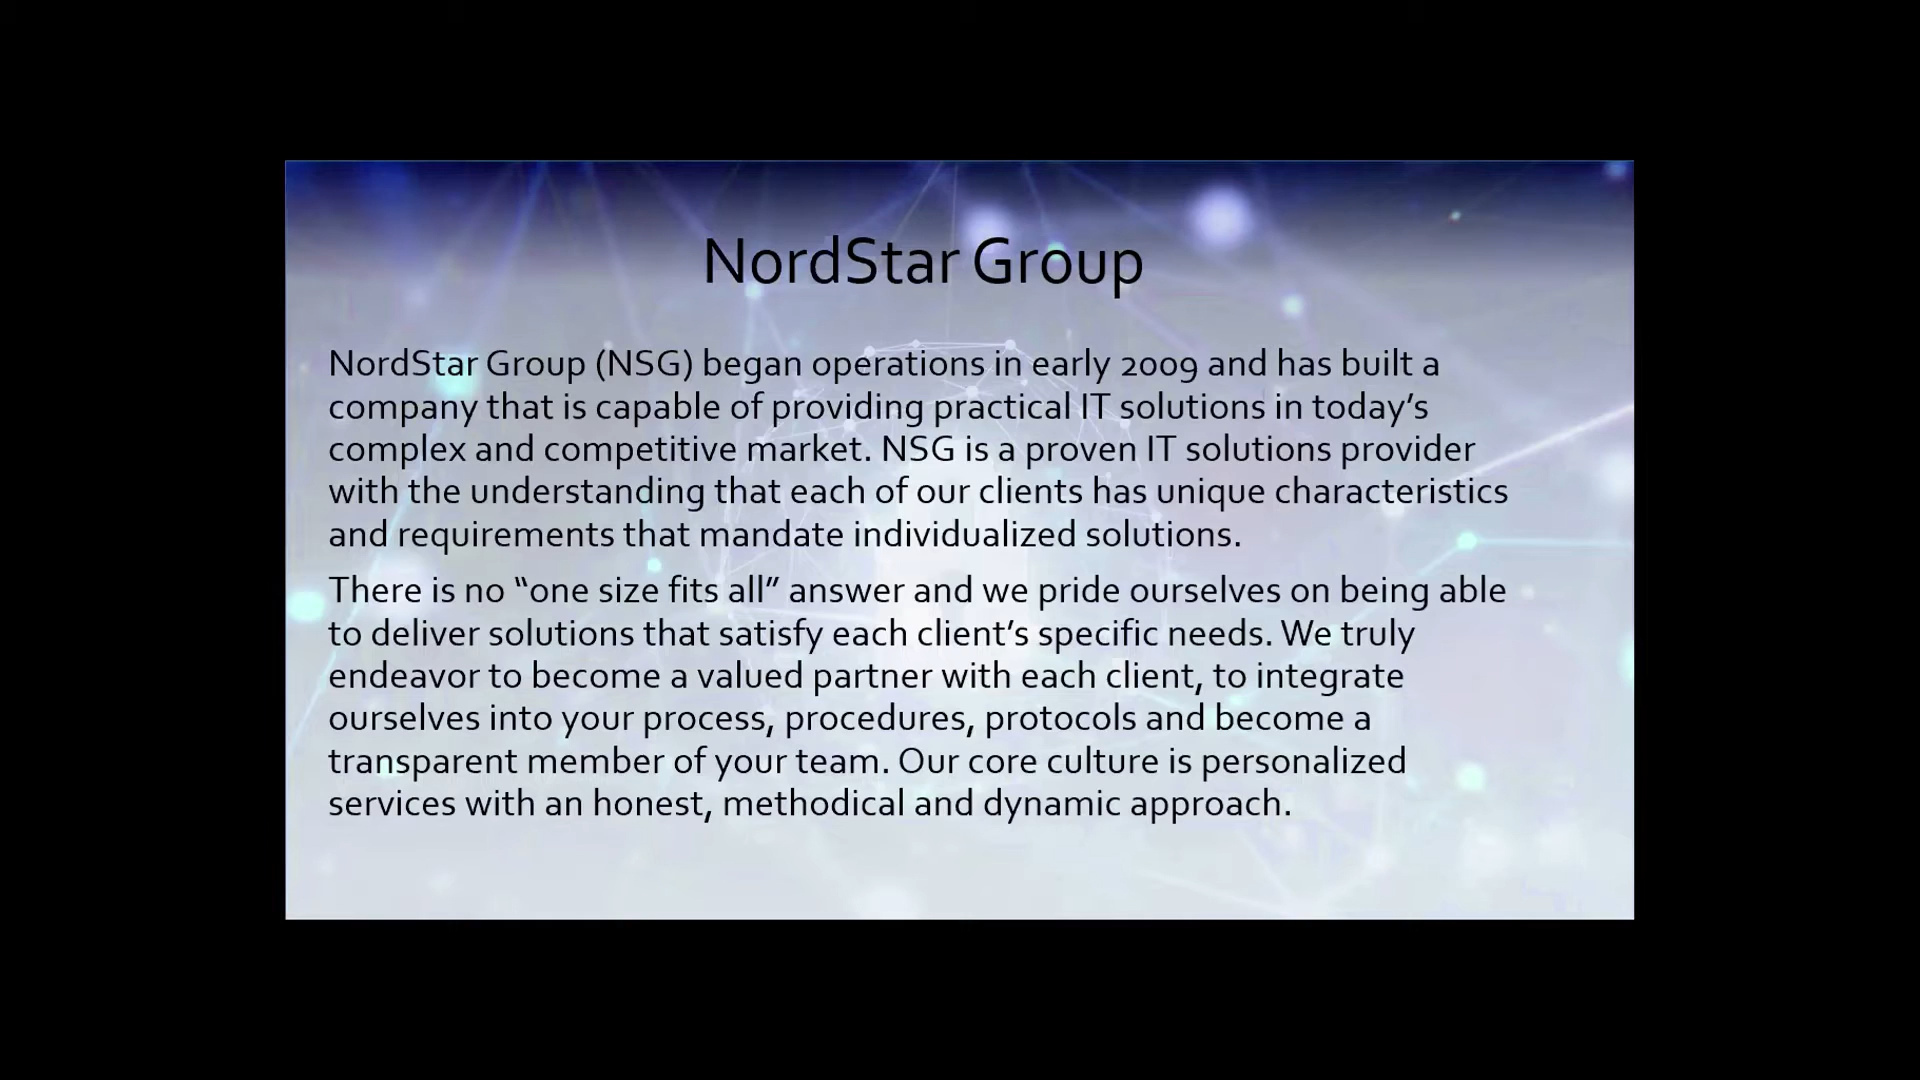 NordStar Group
NordStar Group (NSG) began operations in early 2009 and has built a
company that is capable of providing practical IT solutions in today’s
complex and competitive market. NSG is a proven IT solutions provider
with the understanding that each of our clients has unique characteristics
and requirements that mandate individualized solutions.
There is no “one size fits all” answer and we pride ourselves on being able
to deliver solutions that satisfy each client’s specific needs. We truly
endeavor to become a valued partner with each client, to integrate
ourselves into your process, procedures, protocols and become a
transparent member of your team. Our core culture is personalized
services with an honest, methodical and dynamic approach.